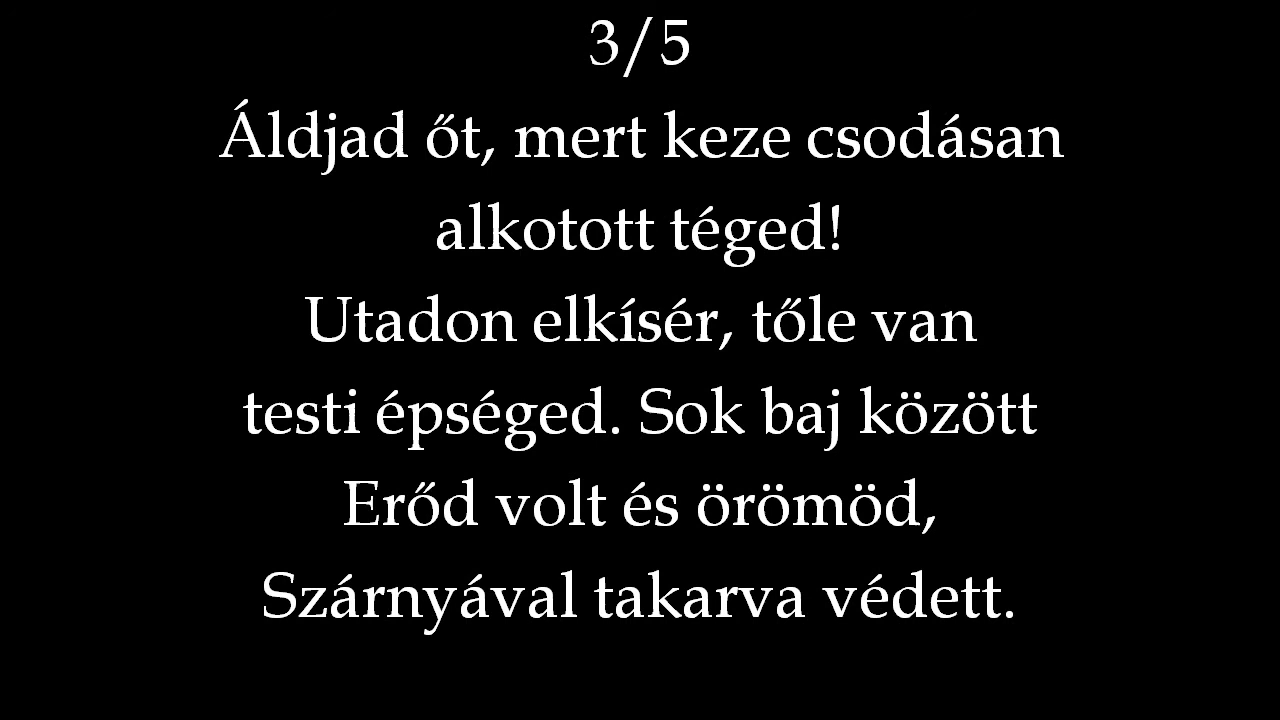 3/5
Áldjad őt, mert keze csodásan
alkotott téged!
Utadon elkísér, tőle van
testi épséged. Sok baj között
Erőd volt és örömöd,
Szárnyával takarva védett.